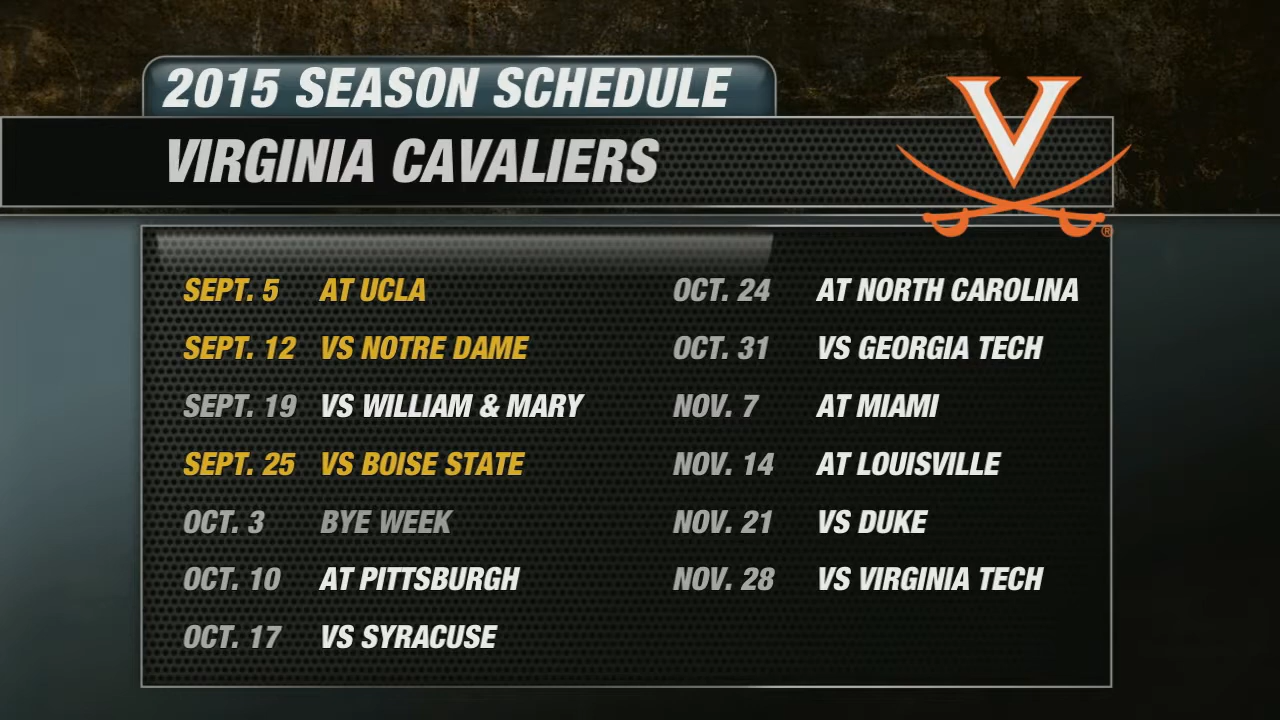 2015 SEASON SCHEDULE
VIRGINIA CAVALIERS
V
®
SEPT. 5 AT UCLA
SEPT. 12 VS NOTRE DAME
SEPT. 19 VS WILLIAM & MARY
SEPT. 25 VS BOISE STATE
OCT. 3 BYE WEEK
OCT. 10 AT PITTSBURGH
OCT. 17 VS SYRACUSE
OCT. 24 AT NORTH CAROLINA
OCT. 31 VS GEORGIA TECH
NOV. 7 AT MIAMI
NOV. 14 AT LOUISVILLE
NOV. 21 VS DUKE
NOV. 28 VS VIRGINIA TECH